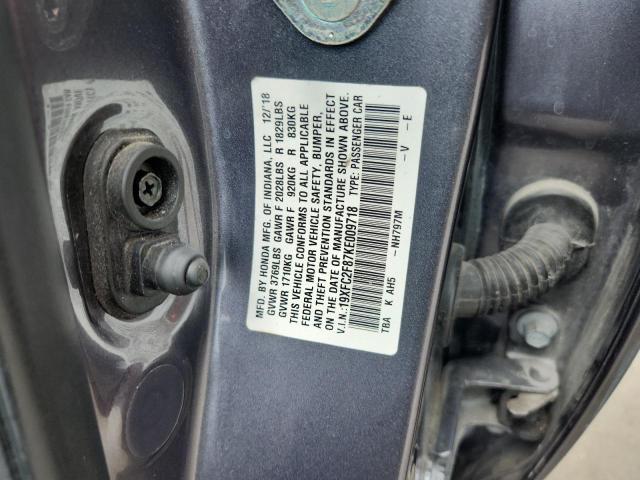 MFD. BY HONDA MFG. OF INDIANA, LLC 12/'18
GVWR 3769LBS GAWR F 2028LBS R 1829LBS
GVWR 1710KG GAWR F 920KG R 830KG
THIS VEHICLE CONFORMS TO ALL APPLICABLE
FEDERAL MOTOR VEHICLE SAFETY, BUMPER,
AND THEFT PREVENTION STANDARDS IN EFFECT
ON THE DATE OF MANUFACTURE SHOWN ABOVE.
V.I.N.:19XFC2F87KE009718 TYPE: PASSENGER CAR
TBA K AH5 -NH797M -V -E